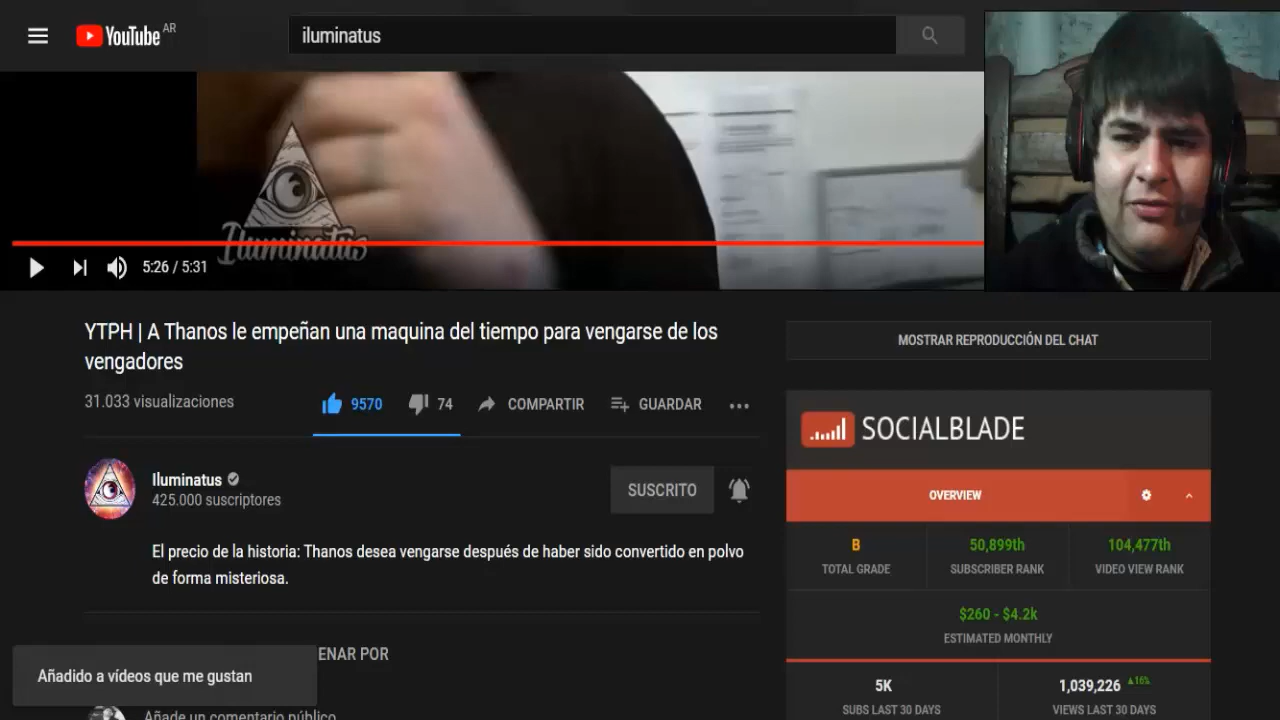 YouTube AR
iluminatus
Iluminatus
5:26 / 5:31
YTPH | A Thanos le empeñan una maquina del tiempo para vengarse de los
vengadores
31.033 visualizaciones
9570
74
COMPARTIR
GUARDAR
Iluminatus
425.000 suscriptores
SUSCRITO
El precio de la historia: Thanos desea vengarse después de haber sido convertido en polvo
de forma misteriosa.
ENAR POR
Añadido a vídeos que me gustan
Añade un comentario público
MOSTRAR REPRODUCCIÓN DEL CHAT
SOCIALBLADE
OVERVIEW
B
TOTAL GRADE
50,899th
SUBSCRIBER RANK
104,477th
VIDEO VIEW RANK
$260 - $4.2k
ESTIMATED MONTHLY
5K
SUBS LAST 30 DAYS
1,039,226 ▲16%
VIEWS LAST 30 DAYS